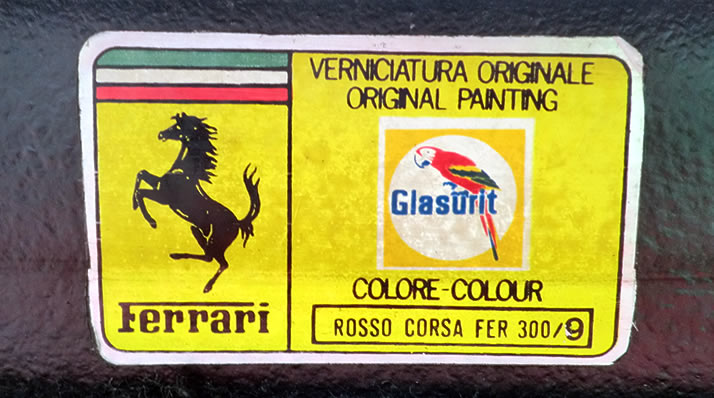 VERNICIATURA ORIGINALE
ORIGINAL PAINTING
Glasurit
COLORE-COLOUR
ROSSO CORSA FER 300/9
Ferrari